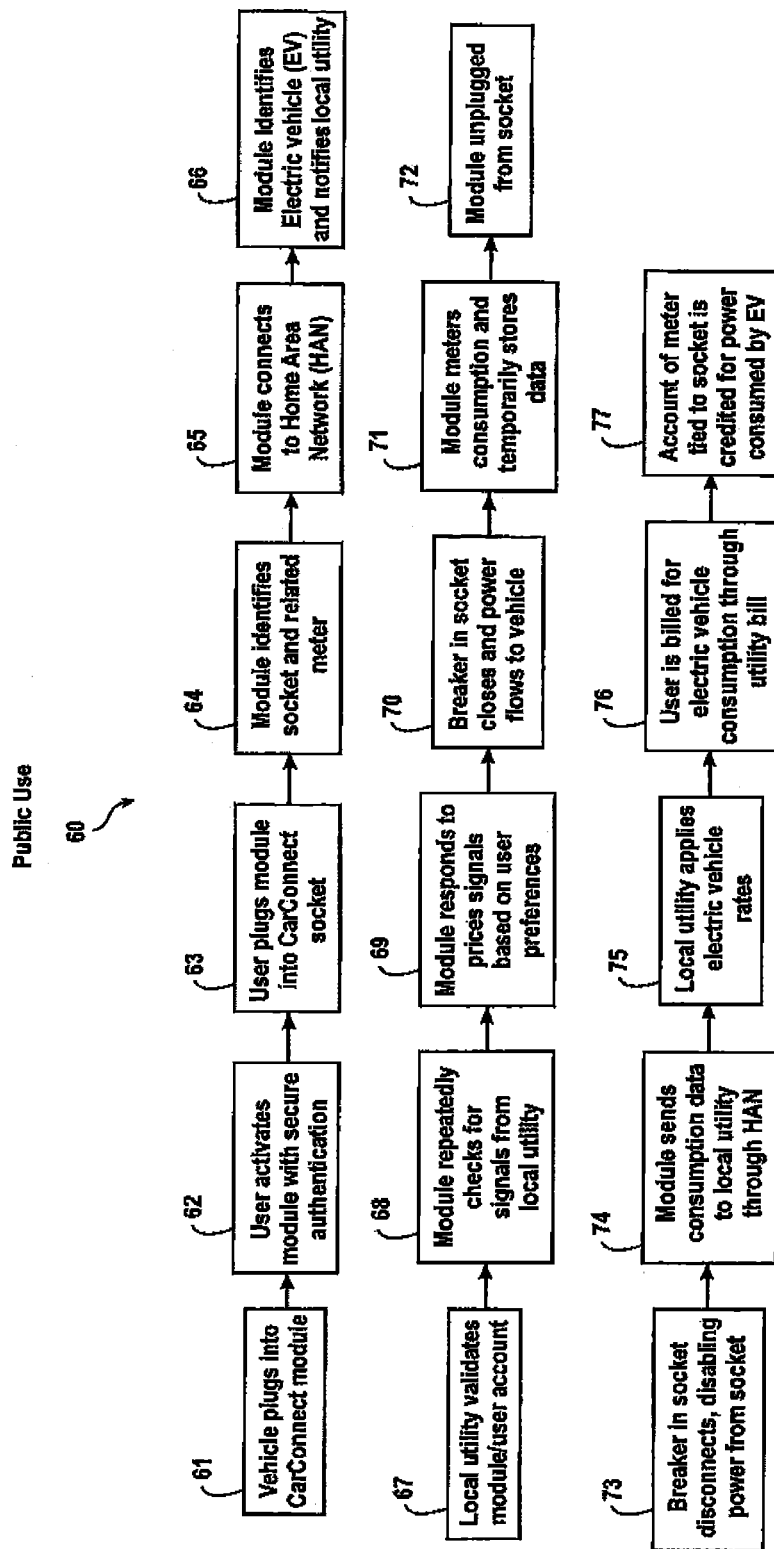 Public Use
60
61
Vehicle plugs into
CarConnect module
62
User activates
module with secure
authentication
63
User plugs module
into CarConnect
socket
64
Module identifies
socket and related
meter
65
Module connects
to Home Area
Network (HAN)
66
Module Identifies
Electric vehicle (EV)
and notifies local utility
67
Local utility validates
module/user account
68
Module repeatedly
checks for
signals from
local utility
69
Module responds to
prices signals
based on user
preferences
70
Breaker in socket
closes and power
flows to vehicle
71
Module meters
consumption and
temporarily stores
data
72
Module unplugged
from socket
73
Breaker in socket
disconnects, disabling
power from socket
74
Module sends
consumption data
to local utility
through HAN
75
Local utility applies
electric vehicle
rates
76
User is billed for
electric vehicle
consumption through
utility bill
77
Account of meter
tied to socket is
credited for power
consumed by EV